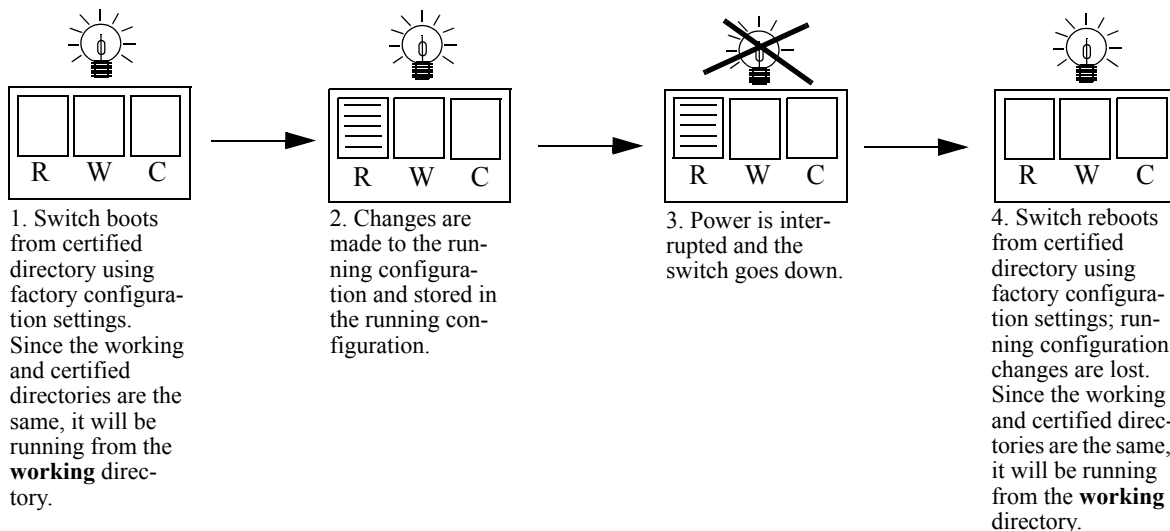 R W C
R W C
R W C
R W C
1. Switch boots
from certified
directory using
factory configura-
tion settings.
Since the working
and certified
directories are the
same, it will be
running from the
working direc-
tory.
2. Changes are
made to the run-
ning configura-
tion and stored in
the running con-
figuration.
3. Power is inter-
rupted and the
switch goes down.
4. Switch reboots
from certified
directory using
factory configura-
tion settings; run-
ning configuration
changes are lost.
Since the working
and certified direc-
tories are the same,
it will be running
from the working
directory.